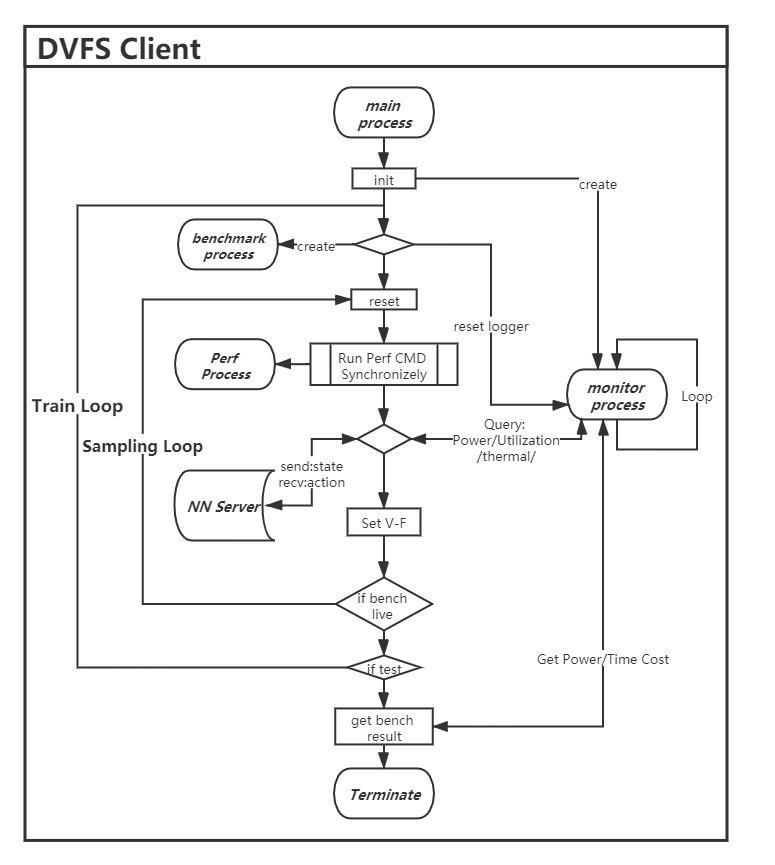 DVFS Client
main
process
init
create
benchmark
process
create
reset
reset logger
Perf
Process
Run Perf CMD
Synchronizely
monitor
process
Loop
Train Loop
Sampling Loop
Query:
Power/Utilization
/thermal/
send:state
recv:action
NN Server
Set V-F
if bench
live
if test
Get Power/Time Cost
get bench
result
Terminate